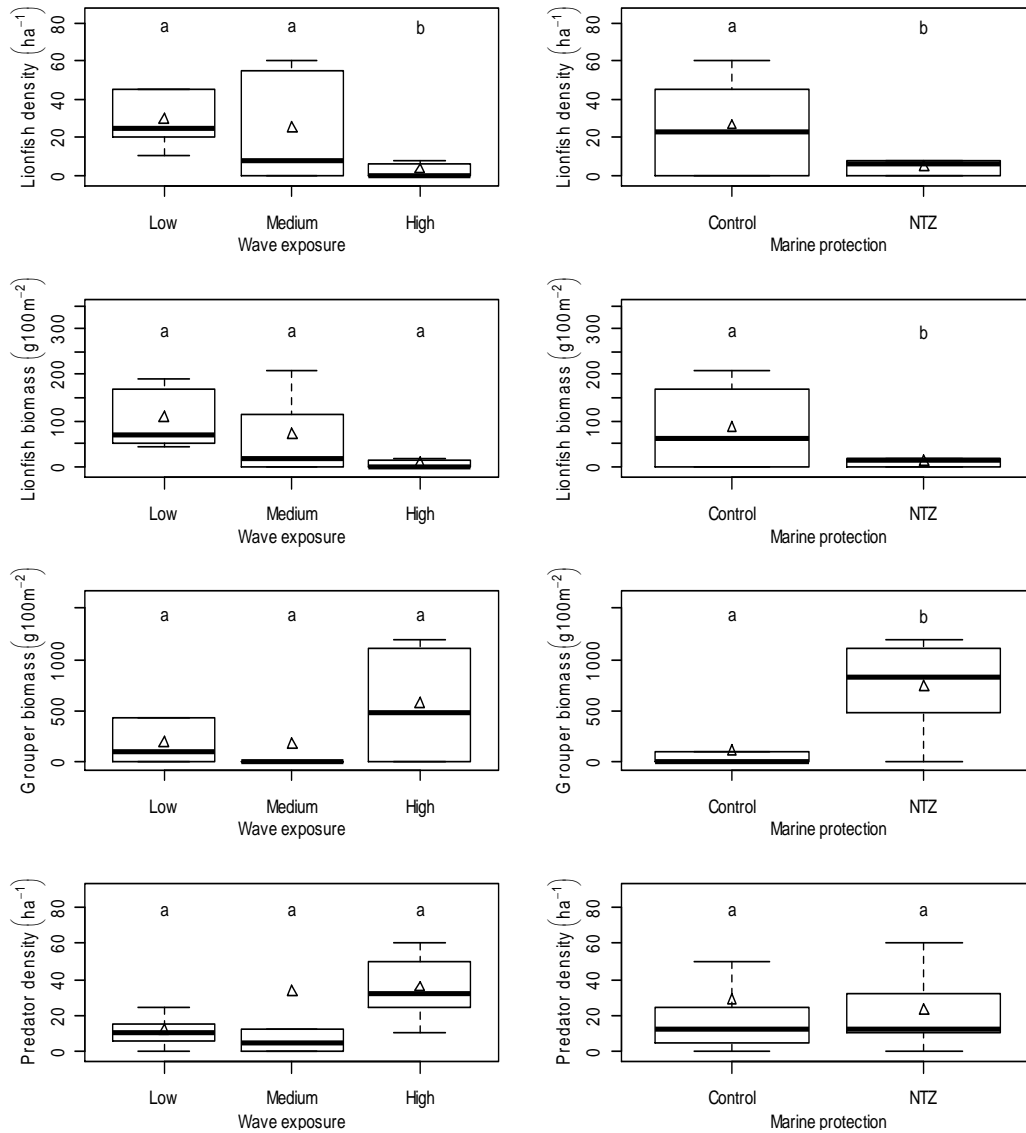 Lionfish density (ha⁻¹)
80
60
40
20
0
a a b
Low Medium High
Wave exposure
Lionfish density (ha⁻¹)
80
60
40
20
0
a b
Control NTZ
Marine protection
Lionfish biomass (g100m⁻²)
300
200
100
0
a a a
Low Medium High
Wave exposure
Lionfish biomass (g100m⁻²)
300
200
100
0
a b
Control NTZ
Marine protection
Grouper biomass (g100m⁻²)
1000
500
0
a a a
Low Medium High
Wave exposure
Grouper biomass (g100m⁻²)
1000
500
0
a b
Control NTZ
Marine protection
Predator density (ha⁻¹)
80
60
40
20
0
a a a
Low Medium High
Wave exposure
Predator density (ha⁻¹)
80
60
40
20
0
a a
Control NTZ
Marine protection